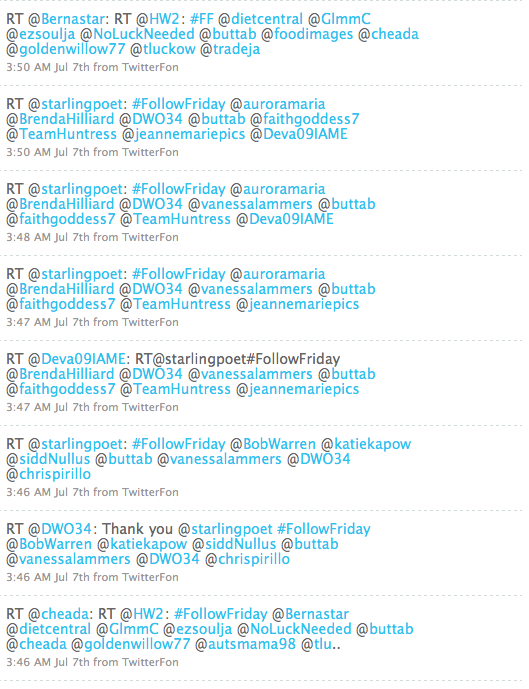 RT @Bernastar: RT @HW2: #FF @dietcentral @GlmmC
@ezsoulja @NoLuckNeeded @buttab @foodimages @cheada
@goldenwillow77 @tluckow @tradeja
3:50 AM Jul 7th from TwitterFon
RT @starlingpoet: #FollowFriday @auroramaria
@BrendaHilliard @DWO34 @buttab @faithgoddess7
@TeamHuntress @jeannemariepics @Deva09IAME
3:50 AM Jul 7th from TwitterFon
RT @starlingpoet: #FollowFriday @auroramaria
@BrendaHilliard @DWO34 @vanessalammers @buttab
@faithgoddess7 @TeamHuntress @Deva09IAME
3:48 AM Jul 7th from TwitterFon
RT @starlingpoet: #FollowFriday @auroramaria
@BrendaHilliard @DWO34 @vanessalammers @buttab
@faithgoddess7 @TeamHuntress @jeannemariepics
3:47 AM Jul 7th from TwitterFon
RT @Deva09IAME: RT@starlingpoet#FollowFriday
@BrendaHilliard @DWO34 @vanessalammers @buttab
@faithgoddess7 @TeamHuntress @jeannemariepics
3:47 AM Jul 7th from TwitterFon
RT @starlingpoet: #FollowFriday @BobWarren @katiekapow
@siddNullus @buttab @vanessalammers @DWO34
@chrispirillo
3:46 AM Jul 7th from TwitterFon
RT @DWO34: Thank you @starlingpoet #FollowFriday
@BobWarren @katiekapow @siddNullus @buttab
@vanessalammers @DWO34 @chrispirillo
3:46 AM Jul 7th from TwitterFon
RT @cheada: RT @HW2: #FollowFriday @Bernastar
@dietcentral @GlmmC @ezsoulja @NoLuckNeeded @buttab
@cheada @goldenwillow77 @autsmama98 @tlu..
3:46 AM Jul 7th from TwitterFon